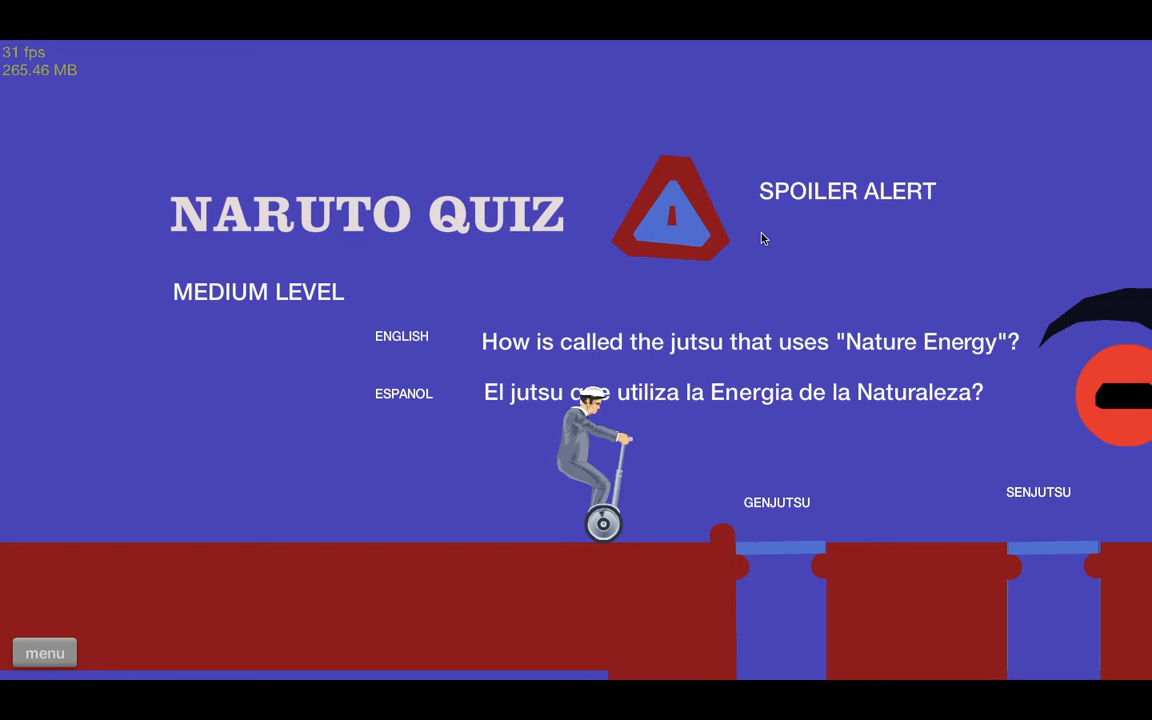 31 fps
265.46 MB
SPOILER ALERT
NARUTO QUIZ
MEDIUM LEVEL
ENGLISH How is called the jutsu that uses "Nature Energy"?
ESPANOL El jutsu que utiliza la Energia de la Naturaleza?
GENJUTSU
SENJUTSU
menu